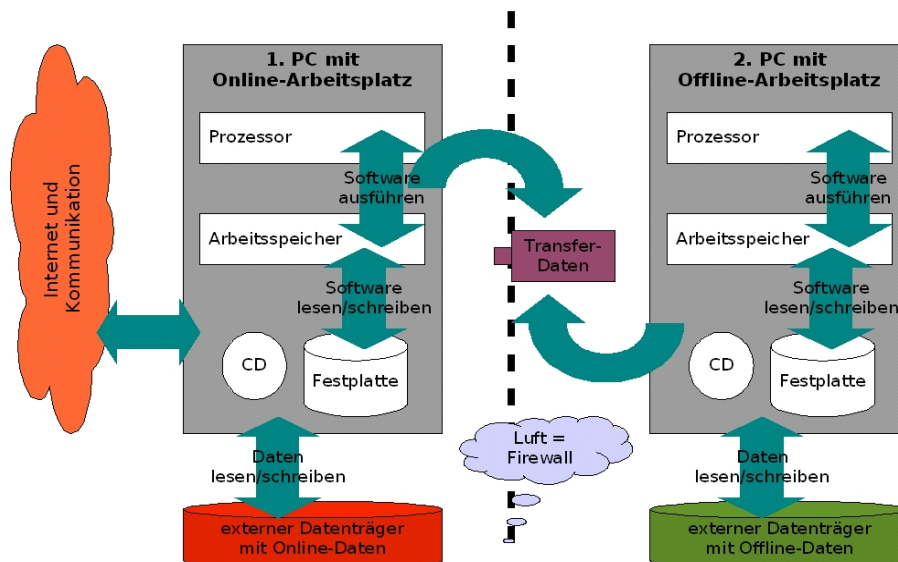 Internet und
Kommunikation
1. PC mit
Online-Arbeitsplatz
Prozessor
Software
ausführen
Arbeitsspeicher
Software
lesen/schreiben
CD
Festplatte
Daten
lesen/schreiben
externer Datenträger
mit Online-Daten
Transfer-
Daten
Luft =
Firewall
2. PC mit
Offline-Arbeitsplatz
Prozessor
Software
ausführen
Arbeitsspeicher
Software
lesen/schreiben
CD
Festplatte
Daten
lesen/schreiben
externer Datenträger
mit Offline-Daten